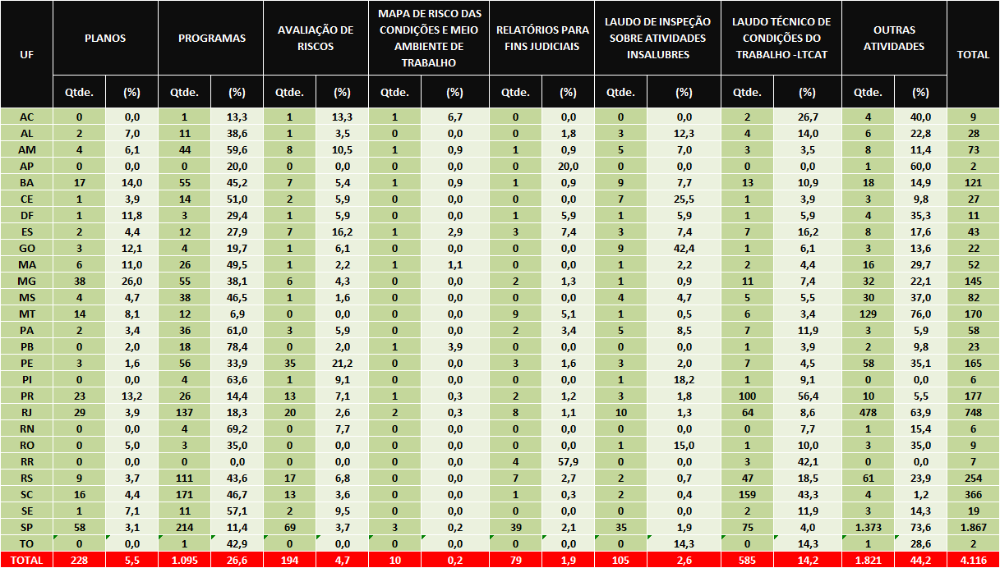 UF PLANOS PROGRAMAS AVALIAÇÃO DE RISCOS MAPA DE RISCO DAS CONDIÇÕES E MEIO AMBIENTE DE TRABALHO RELATÓRIOS PARA FINS JUDICIAIS LAUDO DE INSPEÇÃO SOBRE ATIVIDADES INSALUBRES LAUDO TÉCNICO DE CONDIÇÕES DO TRABALHO -LTCAT OUTRAS ATIVIDADES TOTAL
Qtde. (%) Qtde. (%) Qtde. (%) Qtde. (%) Qtde. (%) Qtde. (%) Qtde. (%) Qtde. (%)
AC 0 0,0 1 13,3 1 13,3 1 6,7 0 0,0 0 0,0 2 26,7 4 40,0 9
AL 2 7,0 11 38,6 1 3,5 0 0,0 0 1,8 3 12,3 4 14,0 6 22,8 28
AM 4 6,1 44 59,6 8 10,5 1 0,9 1 0,9 5 7,0 3 3,5 8 11,4 73
AP 0 0,0 0 20,0 0 0,0 0 0,0 0 20,0 0 0,0 0 0,0 1 60,0 2
BA 17 14,0 55 45,2 7 5,4 1 0,9 1 0,9 9 7,7 13 10,9 18 14,9 121
CE 1 3,9 14 51,0 2 5,9 0 0,0 0 0,0 7 25,5 1 3,9 3 9,8 27
DF 1 11,8 3 29,4 1 5,9 0 0,0 1 5,9 1 5,9 1 5,9 4 35,3 11
ES 2 4,4 12 27,9 7 16,2 1 2,9 3 7,4 3 7,4 7 16,2 8 17,6 43
GO 3 12,1 4 19,7 1 6,1 0 0,0 0 0,0 9 42,4 1 6,1 3 13,6 22
MA 6 11,0 26 49,5 1 2,2 1 1,1 0 0,0 1 2,2 2 4,4 16 29,7 52
MG 38 26,0 55 38,1 6 4,3 0 0,0 2 1,3 1 0,9 11 7,4 32 22,1 145
MS 4 4,7 38 46,5 1 1,6 0 0,0 0 0,0 4 4,7 5 5,5 30 37,0 82
MT 14 8,1 12 6,9 0 0,0 0 0,0 9 5,1 1 0,5 6 3,4 129 76,0 170
PA 2 3,4 36 61,0 3 5,9 0 0,0 2 3,4 5 8,5 7 11,9 3 5,9 58
PB 0 2,0 18 78,4 0 2,0 1 3,9 0 0,0 0 0,0 1 3,9 2 9,8 23
PE 3 1,6 56 33,9 35 21,2 0 0,0 3 1,6 3 2,0 7 4,5 58 35,1 165
PI 0 0,0 4 63,6 1 9,1 0 0,0 0 0,0 1 18,2 1 9,1 0 0,0 6
PR 23 13,2 26 14,4 13 7,1 1 0,3 2 1,2 3 1,8 100 56,4 10 5,5 177
RJ 29 3,9 137 18,3 20 2,6 2 0,3 8 1,1 10 1,3 64 8,6 478 63,9 748
RN 0 0,0 4 69,2 0 7,7 0 0,0 0 0,0 0 0,0 0 7,7 1 15,4 6
RO 0 5,0 3 35,0 0 0,0 0 0,0 0 0,0 1 15,0 1 10,0 3 35,0 9
RR 0 0,0 0 0,0 0 0,0 0 0,0 4 57,9 0 0,0 3 42,1 0 0,0 7
RS 9 3,7 111 43,6 17 6,8 0 0,0 7 2,7 2 0,7 47 18,5 61 23,9 254
SC 16 4,4 171 46,7 13 3,6 0 0,0 1 0,3 2 0,4 159 43,3 4 1,2 366
SE 1 7,1 11 57,1 2 9,5 0 0,0 0 0,0 0 0,0 2 11,9 3 14,3 19
SP 58 3,1 214 11,4 69 3,7 3 0,2 39 2,1 35 1,9 75 4,0 1.373 73,6 1.867
TO 0 0,0 1 42,9 0 0,0 0 0,0 0 0,0 0 14,3 0 14,3 1 28,6 2
TOTAL 228 5,5 1.095 26,6 194 4,7 10 0,2 79 1,9 105 2,6 585 14,2 1.821 44,2 4.116